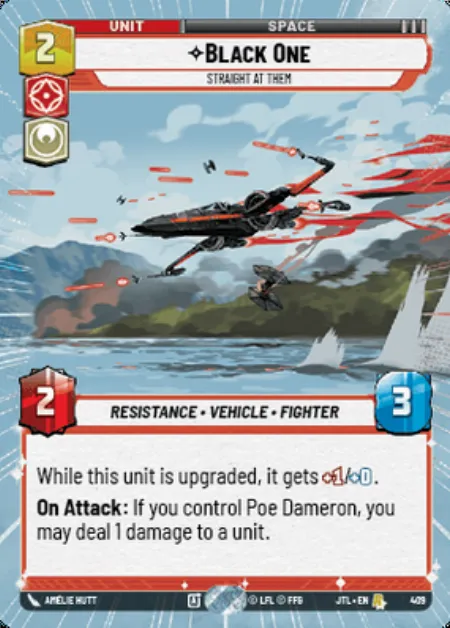 UNIT SPACE
2
BLACK ONE
STRAIGHT AT THEM
2 RESISTANCE • VEHICLE • FIGHTER 3
While this unit is upgraded, it gets +1/+0.
On Attack: If you control Poe Dameron, you
may deal 1 damage to a unit.
AMÉLIE HUTT © LFL © FFG JTL • EN 409